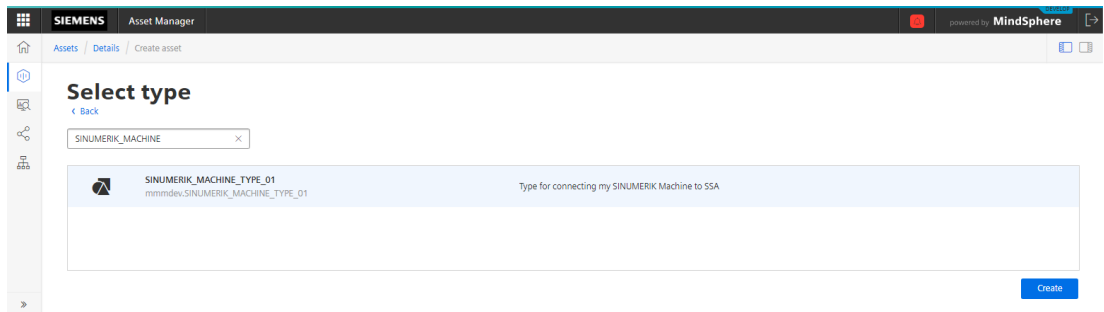 DEVELOP
SIEMENS Asset Manager powered by MindSphere
Assets / Details / Create asset
Select type
< Back
SINUMERIK_MACHINE ×
SINUMERIK_MACHINE_TYPE_01
mmmdev.SINUMERIK_MACHINE_TYPE_01
Type for connecting my SINUMERIK Machine to SSA
Create